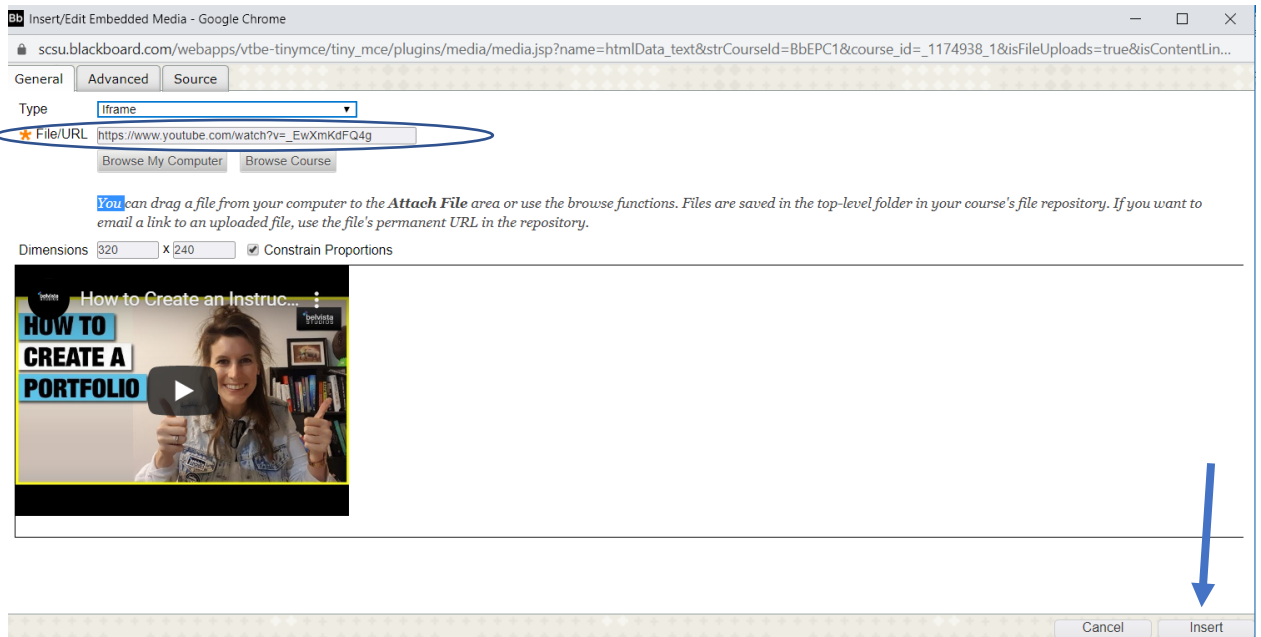 Bb Insert/Edit Embedded Media - Google Chrome
scsu.blackboard.com/webapps/vtbe-tinymce/tiny_mce/plugins/media/media.jsp?name=htmlData_text&strCourseId=BbEPC1&course_id=_1174938_1&isFileUploads=true&isContentLin...
General Advanced Source
Type Iframe
File/URL https://www.youtube.com/watch?v=_EwXmKdFQ4g
Browse My Computer Browse Course
You can drag a file from your computer to the Attach File area or use the browse functions. Files are saved in the top-level folder in your course's file repository. If you want to
email a link to an uploaded file, use the file's permanent URL in the repository.
Dimensions 320 X 240 Constrain Proportions
belvista
STUDIOS
How to Create an Instruc...
HOW TO
CREATE A
PORTFOLIO
belvista
STUDIOS
Cancel Insert